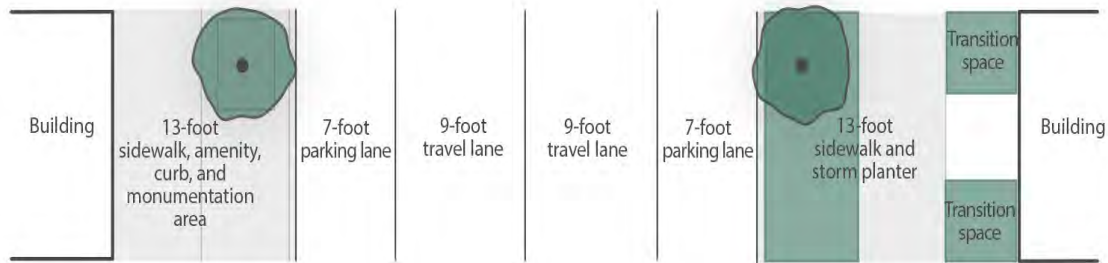 Building
13-foot
sidewalk, amenity,
curb, and
monumentation
area
7-foot
parking lane
9-foot
travel lane
9-foot
travel lane
7-foot
parking lane
13-foot
sidewalk and
storm planter
Transition
space
Transition
space
Building